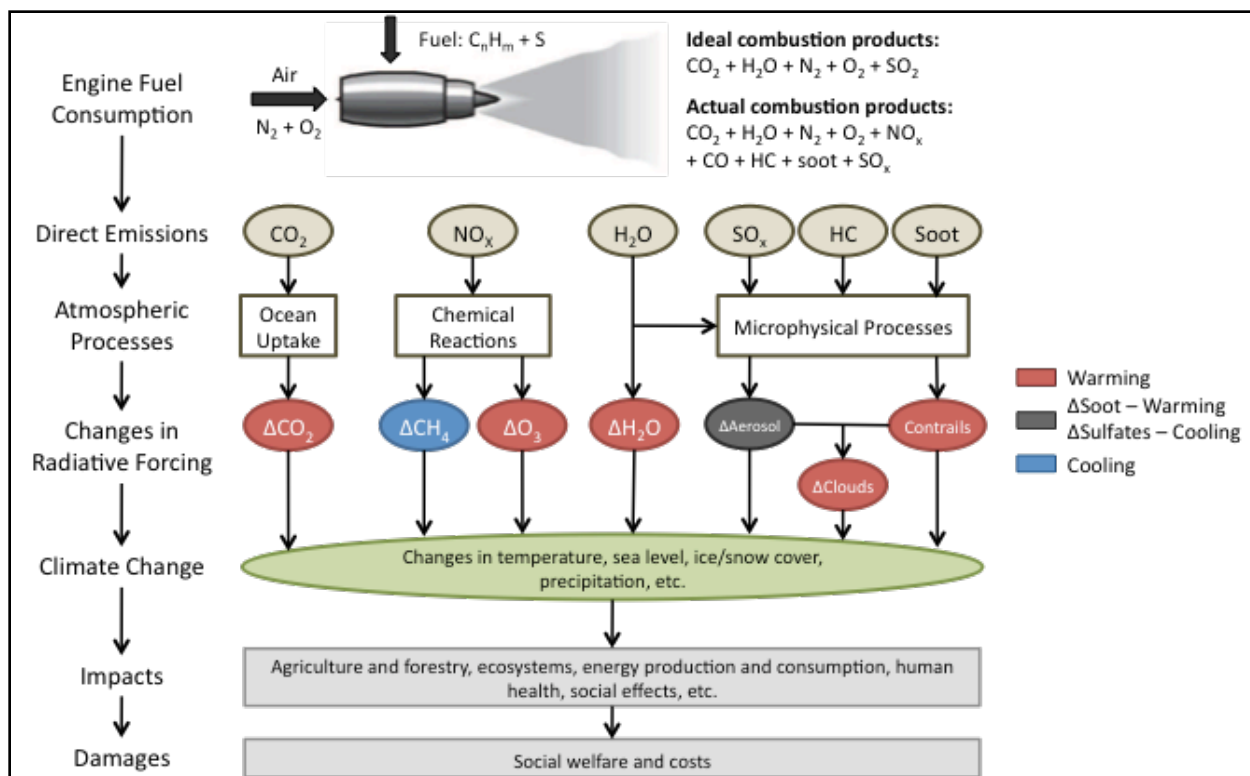 Fuel: CₙHₘ + S
Ideal combustion products:
CO₂ + H₂O + N₂ + O₂ + SO₂
Engine Fuel
Consumption
Air
N₂ + O₂
Actual combustion products:
CO₂ + H₂O + N₂ + O₂ + NOₓ
+ CO + HC + soot + SOₓ
Direct Emissions
CO₂
NOₓ
H₂O
SOₓ
HC
Soot
Atmospheric
Processes
Ocean
Uptake
Chemical
Reactions
Microphysical Processes
Changes in
Radiative Forcing
ΔCO₂
ΔCH₄
ΔO₃
ΔH₂O
ΔAerosol
Contrails
ΔClouds
Warming
ΔSoot – Warming
ΔSulfates – Cooling
Cooling
Climate Change
Changes in temperature, sea level, ice/snow cover,
precipitation, etc.
Impacts
Agriculture and forestry, ecosystems, energy production and consumption, human
health, social effects, etc.
Damages
Social welfare and costs